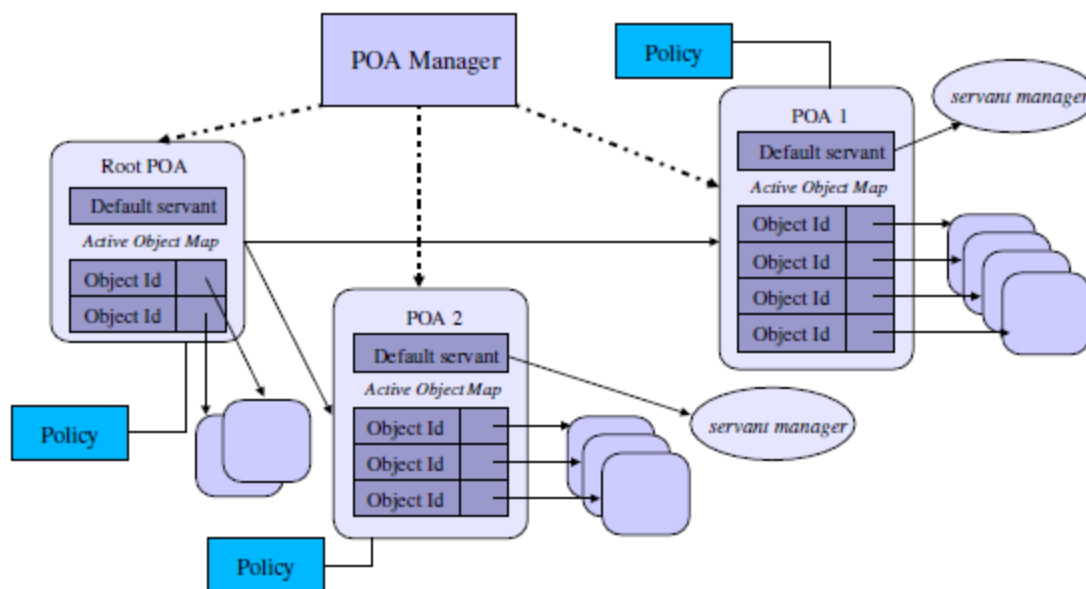 POA Manager
Policy
servant manager
POA 1
Default servant
Active Object Map
Object Id
Object Id
Object Id
Object Id
Root POA
Default servant
Active Object Map
Object Id
Object Id
POA 2
Default servant
Active Object Map
Object Id
Object Id
Object Id
servant manager
Policy
Policy